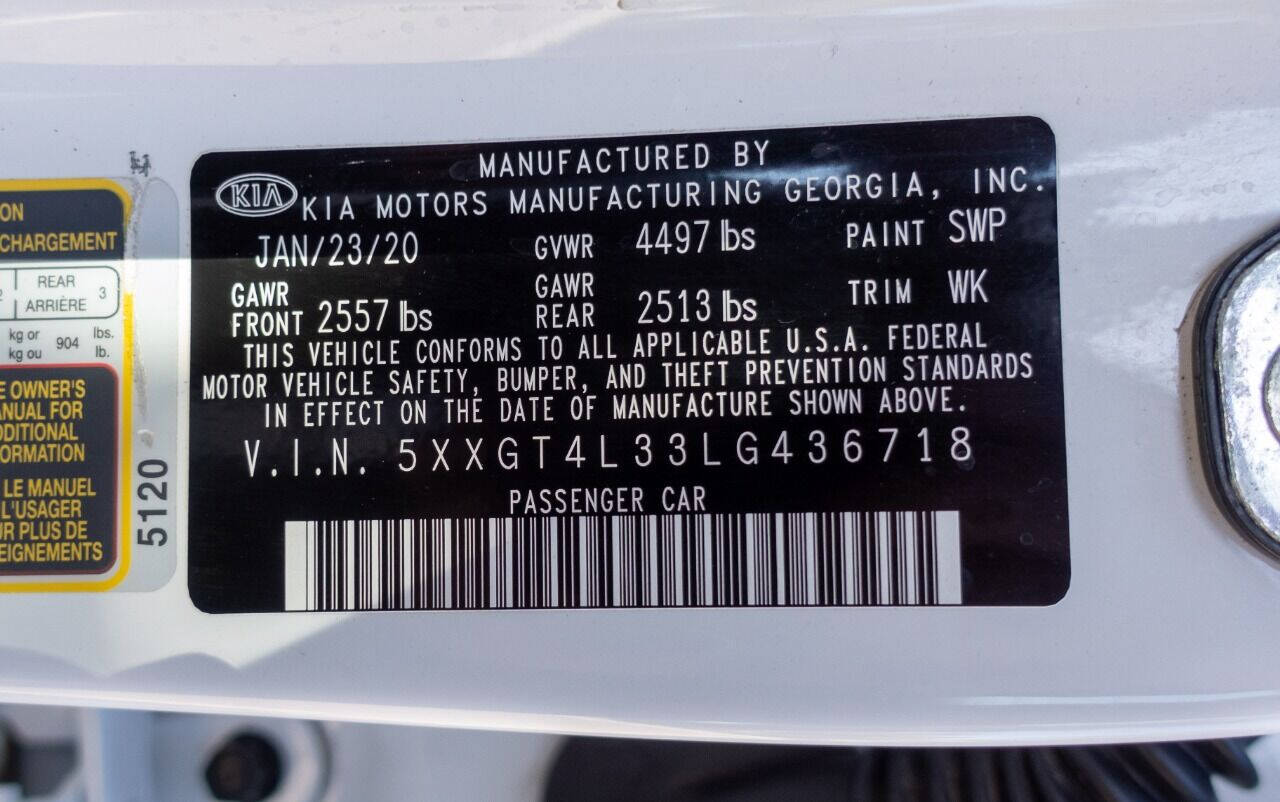 MANUFACTURED BY
KIA
KIA MOTORS MANUFACTURING GEORGIA, INC.
JAN/23/20 GVWR 4497 lbs PAINT SWP
GAWR FRONT 2557 lbs GAWR REAR 2513 lbs TRIM WK
THIS VEHICLE CONFORMS TO ALL APPLICABLE U.S.A. FEDERAL
MOTOR VEHICLE SAFETY, BUMPER, AND THEFT PREVENTION STANDARDS
IN EFFECT ON THE DATE OF MANUFACTURE SHOWN ABOVE.
V.I.N. 5XXGT4L33LG436718
PASSENGER CAR
ON
CHARGEMENT
2 REAR 3
ARRIÈRE
kg or 904 lbs.
kg ou lb.
E OWNER'S
ANUAL FOR
DDITIONAL
ORMATION
LE MANUEL
L'USAGER
UR PLUS DE
EIGNEMENTS
5120